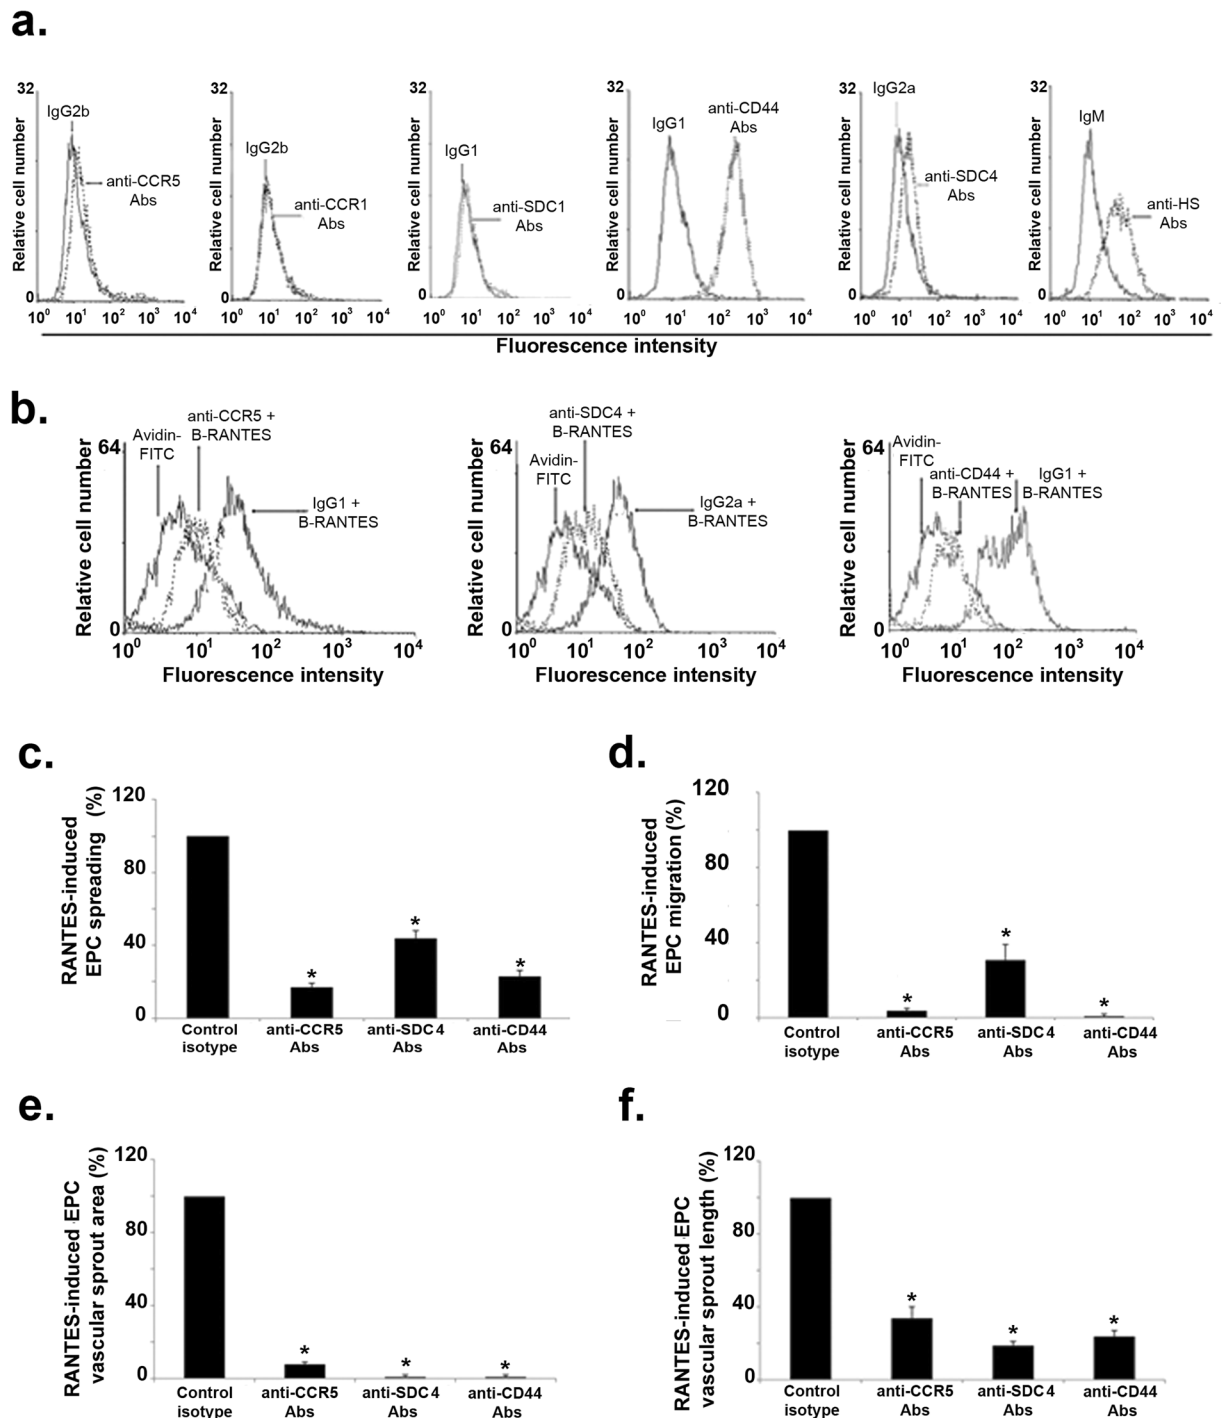 a.
32
IgG2b
anti-CCR5
Abs
Relative cell number
0
10⁰ 10¹ 10² 10³ 10⁴
32
IgG2b
anti-CCR1
Abs
Relative cell number
0
10⁰ 10¹ 10² 10³ 10⁴
32
IgG1
anti-SDC1
Abs
Relative cell number
0
10⁰ 10¹ 10² 10³ 10⁴
32
IgG1
anti-CD44
Abs
Relative cell number
0
10⁰ 10¹ 10² 10³ 10⁴
32
IgG2a
anti-SDC4
Abs
Relative cell number
0
10⁰ 10¹ 10² 10³ 10⁴
32
IgM
anti-HS
Abs
Relative cell number
0
10⁰ 10¹ 10² 10³ 10⁴
Fluorescence intensity
b.
64
Avidin-
FITC
anti-CCR5 +
B-RANTES
IgG1 +
B-RANTES
Relative cell number
0
10⁰ 10¹ 10² 10³ 10⁴
Fluorescence intensity
64
anti-SDC4 +
B-RANTES
Avidin-
FITC
IgG2a +
B-RANTES
Relative cell number
0
10⁰ 10¹ 10² 10³ 10⁴
Fluorescence intensity
64
Avidin-
FITC
anti-CD44 +
B-RANTES
IgG1 +
B-RANTES
Relative cell number
0
10⁰ 10¹ 10² 10³ 10⁴
Fluorescence intensity
c.
RANTES-induced
EPC spreading (%)
120
80
40
0
*
*
*
Control
isotype
anti-CCR5
Abs
anti-SDC4
Abs
anti-CD44
Abs
d.
RANTES-induced
EPC migration (%)
120
80
40
0
*
*
*
Control
isotype
anti-CCR5
Abs
anti-SDC4
Abs
anti-CD44
Abs
e.
RANTES-induced EPC
vascular sprout area (%)
120
80
40
0
*
*
*
Control
isotype
anti-CCR5
Abs
anti-SDC4
Abs
anti-CD44
Abs
f.
RANTES-induced EPC
vascular sprout length (%)
120
80
40
0
*
*
*
Control
isotype
anti-CCR5
Abs
anti-SDC4
Abs
anti-CD44
Abs